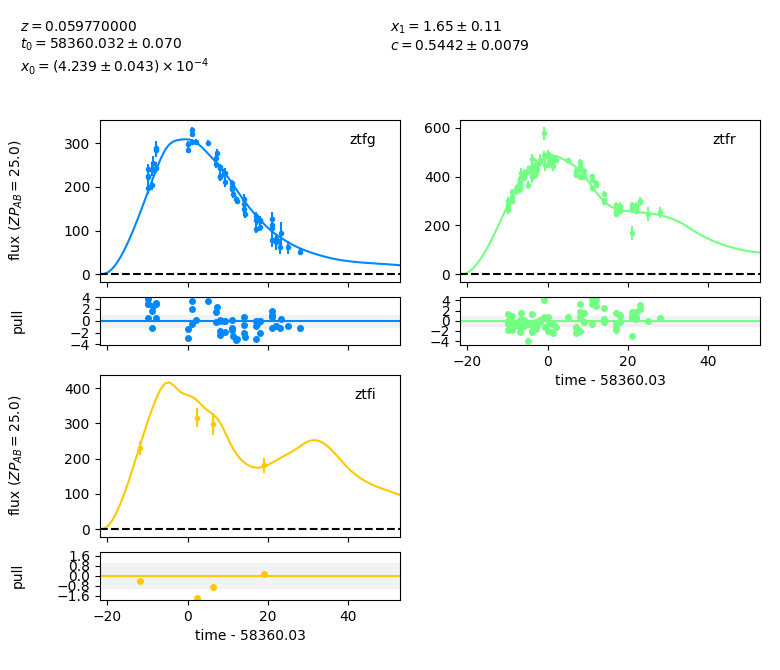 z = 0.059770000
t₀ = 58360.032 ± 0.070
x₀ = (4.239 ± 0.043) × 10⁻⁴
x₁ = 1.65 ± 0.11
c = 0.5442 ± 0.0079
flux (ZP_AB = 25.0)
300
200
100
0
ztfg
600
400
200
0
ztfr
pull
4
2
0
−2
−4
4
2
0
−2
−4
−20
0
20
40
time - 58360.03
flux (ZP_AB = 25.0)
400
300
200
100
0
ztfi
pull
1.6
0.8
0.0
−0.8
−1.6
−20
0
20
40
time - 58360.03